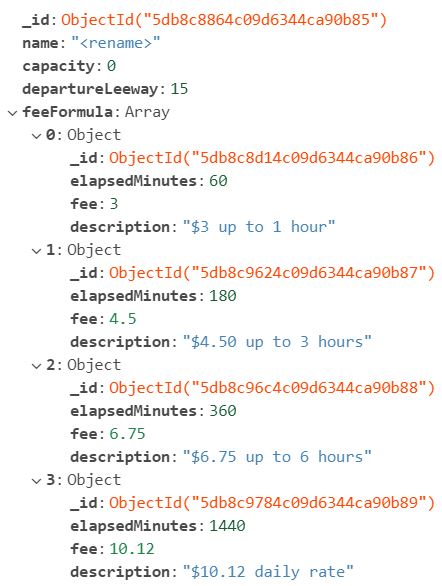 _id: ObjectId("5db8c8864c09d6344ca90b85")
name: "<rename>"
capacity: 0
departureLeeway: 15
feeFormula: Array
0: Object
_id: ObjectId("5db8c8d14c09d6344ca90b86")
elapsedMinutes: 60
fee: 3
description: "$3 up to 1 hour"
1: Object
_id: ObjectId("5db8c9624c09d6344ca90b87")
elapsedMinutes: 180
fee: 4.5
description: "$4.50 up to 3 hours"
2: Object
_id: ObjectId("5db8c96c4c09d6344ca90b88")
elapsedMinutes: 360
fee: 6.75
description: "$6.75 up to 6 hours"
3: Object
_id: ObjectId("5db8c9784c09d6344ca90b89")
elapsedMinutes: 1440
fee: 10.12
description: "$10.12 daily rate"